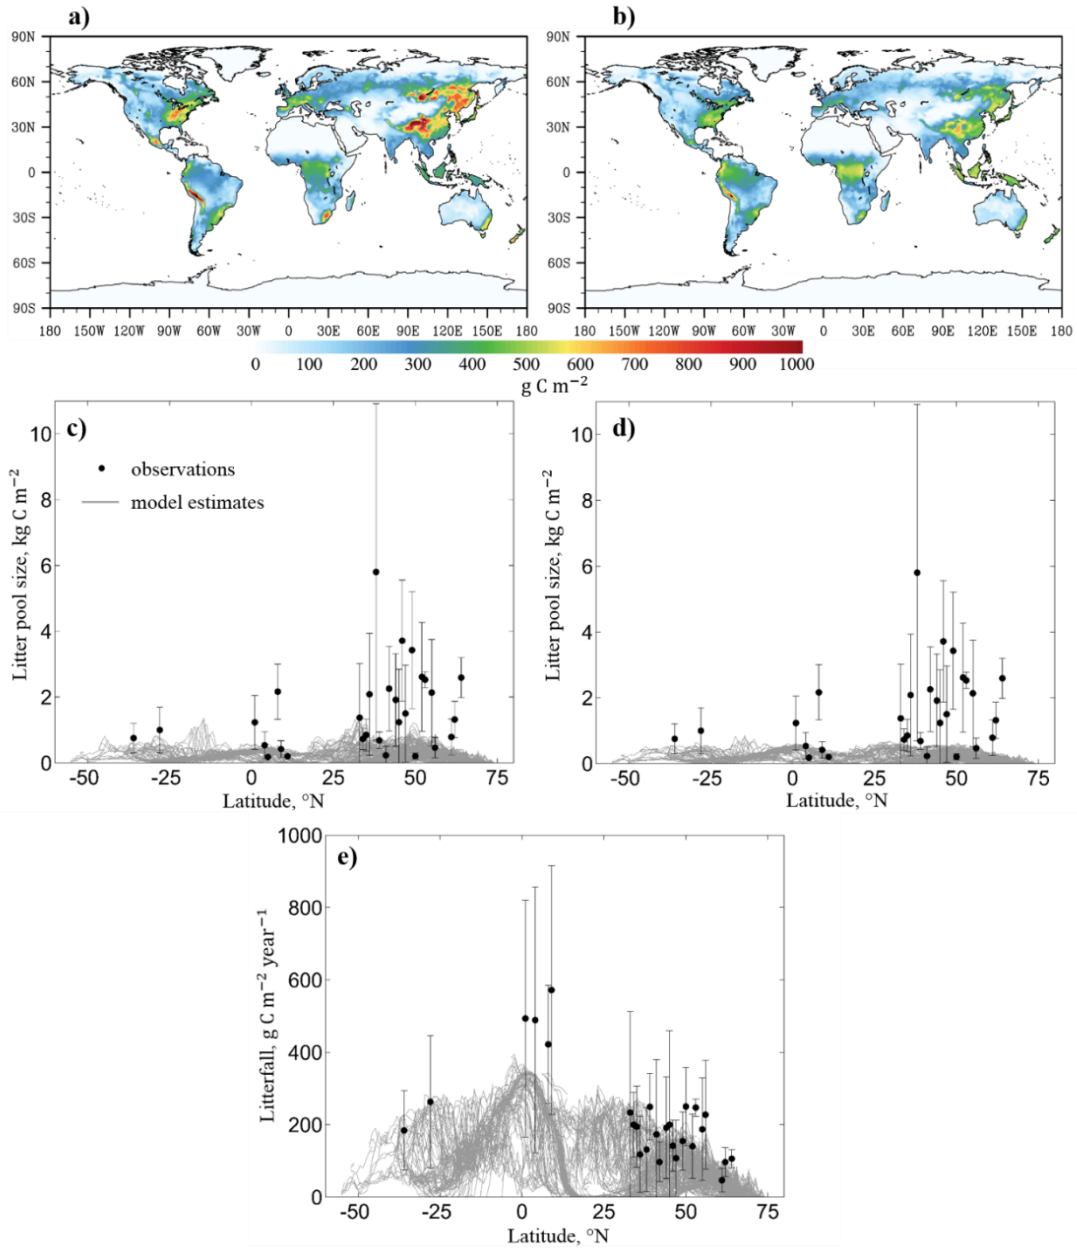 a)
b)
90N
60N
30N
0
30S
60S
90S
180 150W 120W 90W 60W 30W 0 30E 60E 90E 120E 150E 180
90N
60N
30N
0
30S
60S
90S
180 150W 120W 90W 60W 30W 0 30E 60E 90E 120E 150E 180
0 100 200 300 400 500 600 700 800 900 1000
g C m−2
c)
observations
model estimates
Litter pool size, kg C m−2
10
8
6
4
2
0
-50 -25 0 25 50 75
Latitude, °N
d)
Litter pool size, kg C m−2
10
8
6
4
2
0
-50 -25 0 25 50 75
Latitude, °N
e)
Litterfall, g C m−2 year−1
1000
800
600
400
200
0
-50 -25 0 25 50 75
Latitude, °N